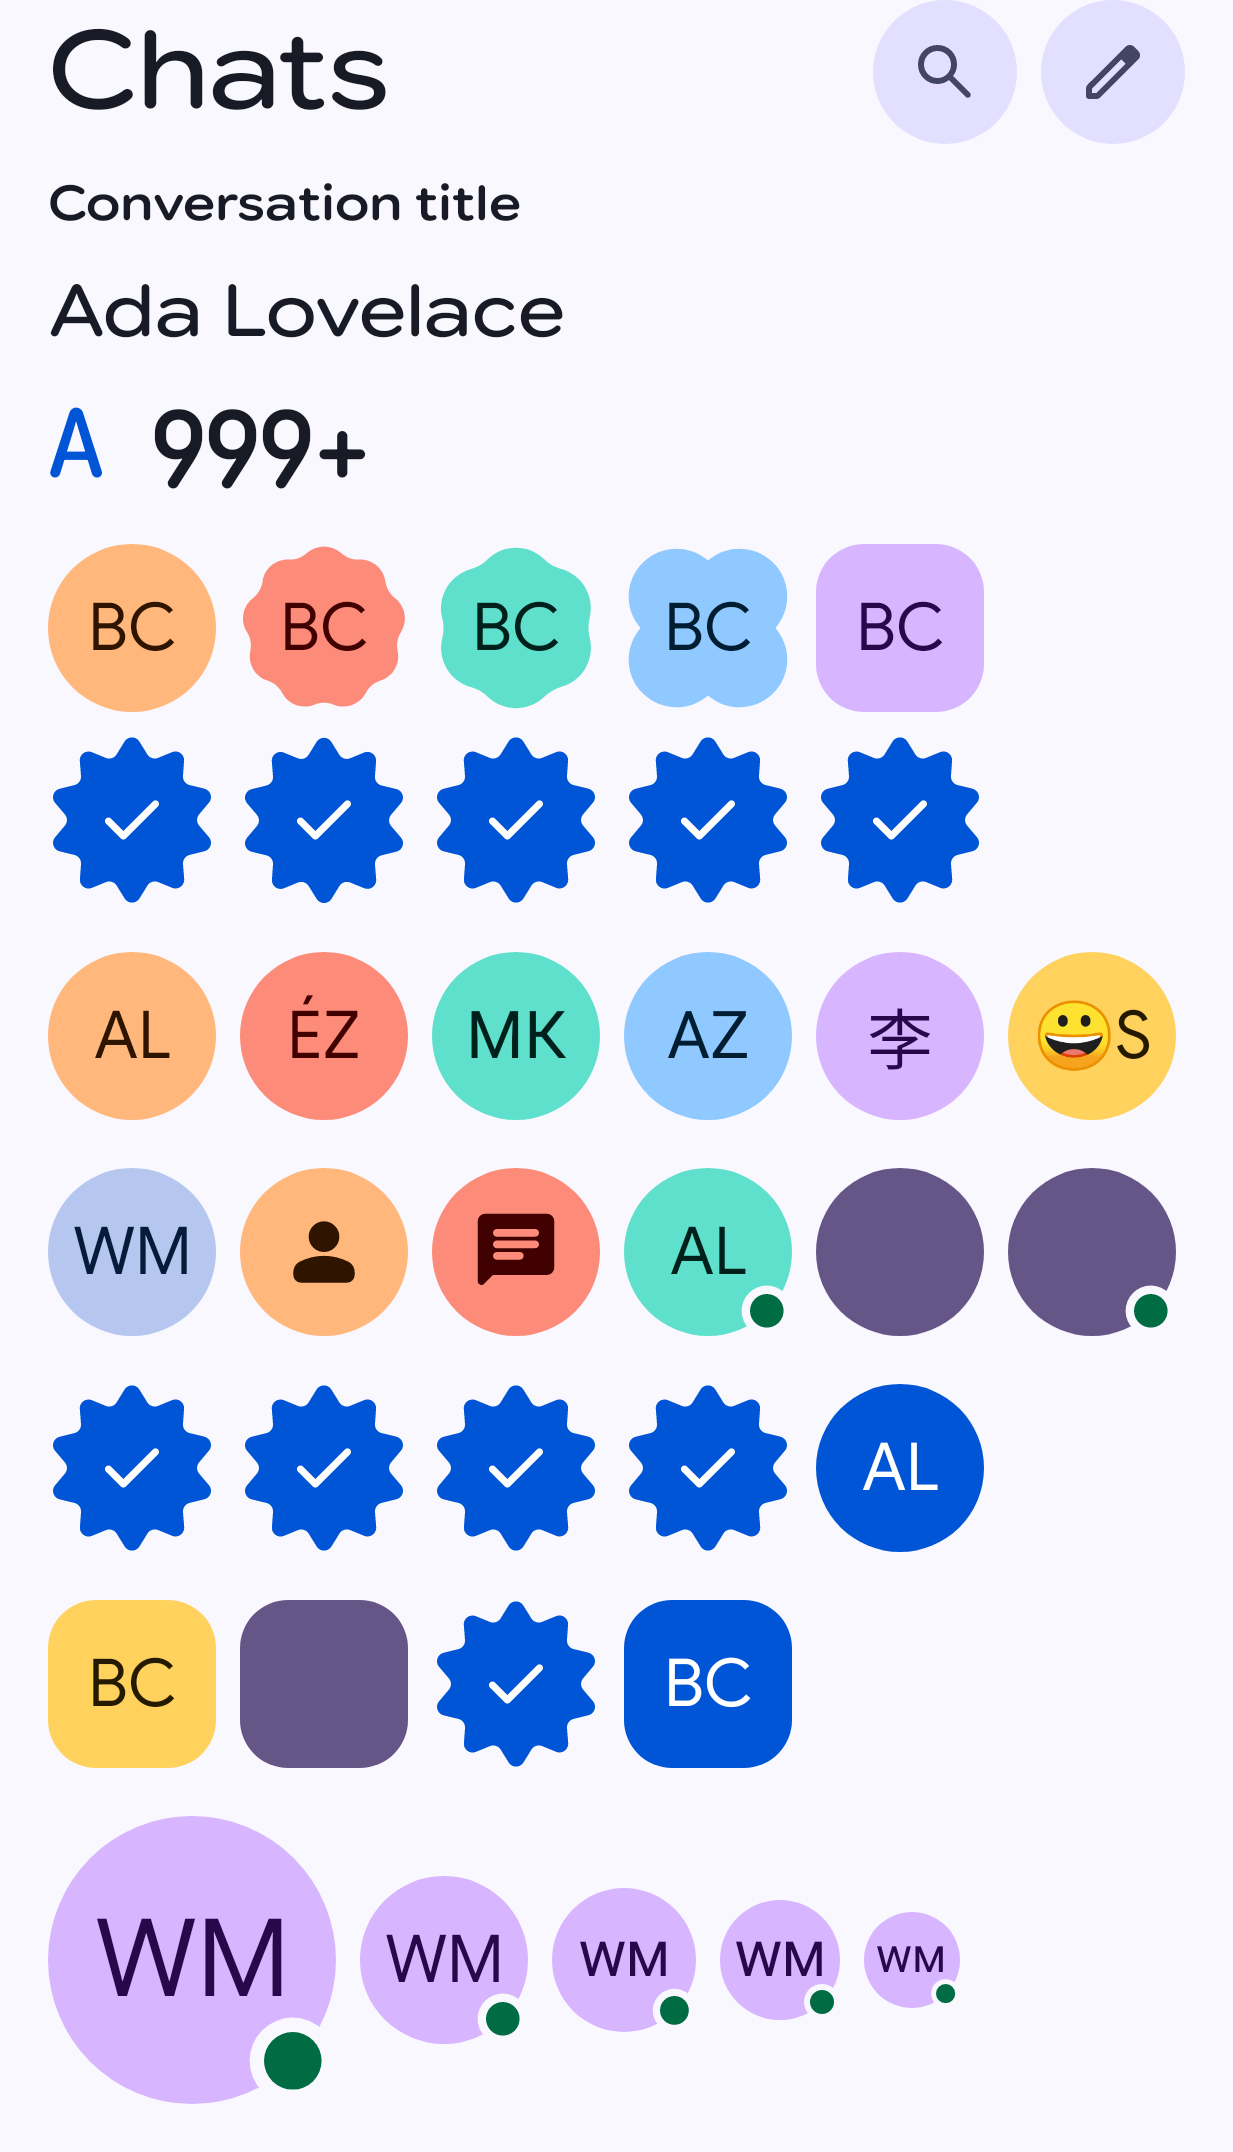 Chats
Conversation title
Ada Lovelace
A 999+
BC BC BC BC BC
AL ÉZ MK AZ 李 😀S
WM AL
AL
BC BC
WM WM WM WM WM